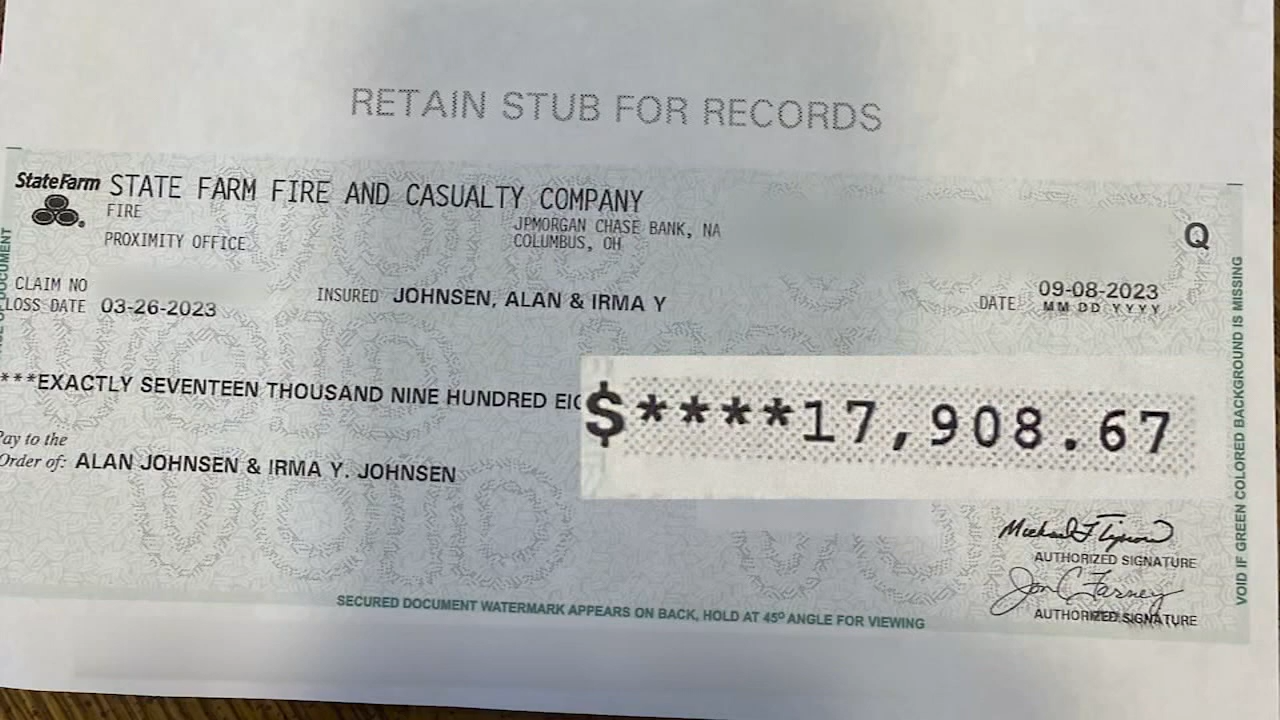 RETAIN STUB FOR RECORDS
StateFarm STATE FARM FIRE AND CASUALTY COMPANY
FIRE
PROXIMITY OFFICE
JPMORGAN CHASE BANK, NA
COLUMBUS, OH
Q
CLAIM NO
LOSS DATE 03-26-2023
INSURED JOHNSEN, ALAN & IRMA Y
DATE 09-08-2023
MM DD YYYY
***EXACTLY SEVENTEEN THOUSAND NINE HUNDRED
$****17,908.67
Pay to the
Order of: ALAN JOHNSEN & IRMA Y. JOHNSEN
AUTHORIZED SIGNATURE
AUTHORIZED SIGNATURE
SECURED DOCUMENT WATERMARK APPEARS ON BACK, HOLD AT 45º ANGLE FOR VIEWING
VOID IF GREEN COLORED BACKGROUND IS MISSING
DOCUMENT
VOID